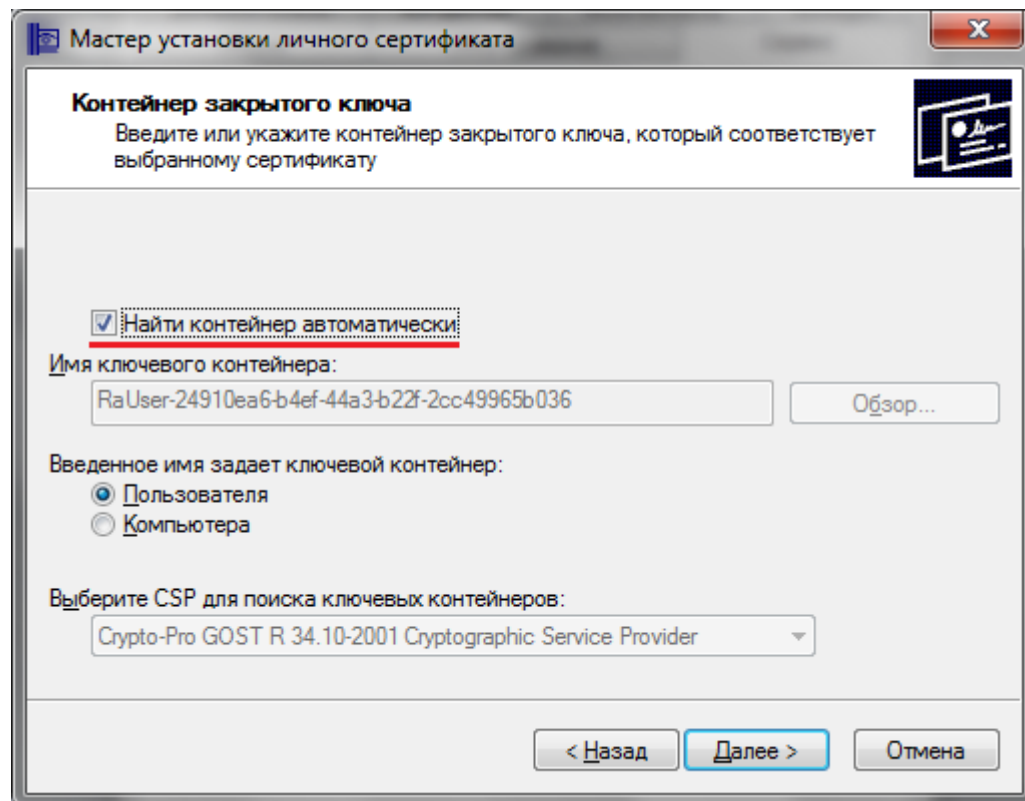 Мастер установки личного сертификата
Контейнер закрытого ключа
Введите или укажите контейнер закрытого ключа, который соответствует
выбранному сертификату
Найти контейнер автоматически
Имя ключевого контейнера:
RaUser-24910ea6-b4ef-44a3-b22f-2cc49965b036
Обзор...
Введенное имя задает ключевой контейнер:
Пользователя
Компьютера
Выберите CSP для поиска ключевых контейнеров:
Crypto-Pro GOST R 34.10-2001 Cryptographic Service Provider
< Назад
Далее >
Отмена